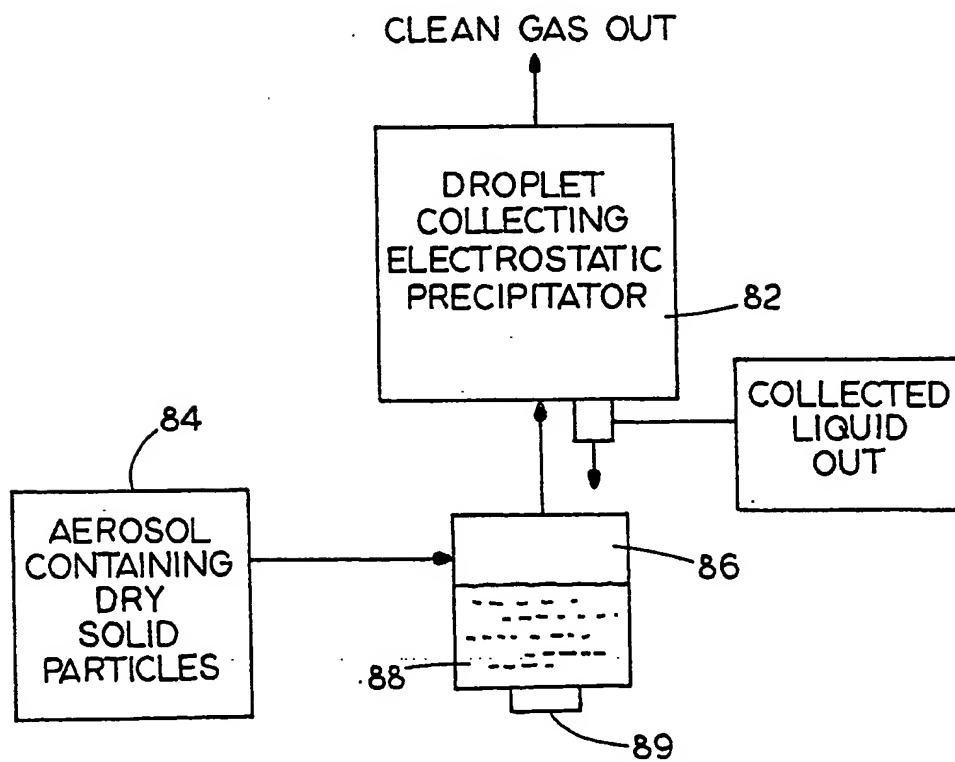 CLEAN GAS OUT
DROPLET
COLLECTING
ELECTROSTATIC
PRECIPITATOR
82
COLLECTED
LIQUID
OUT
84
AEROSOL
CONTAINING
DRY
SOLID
PARTICLES
86
88
89